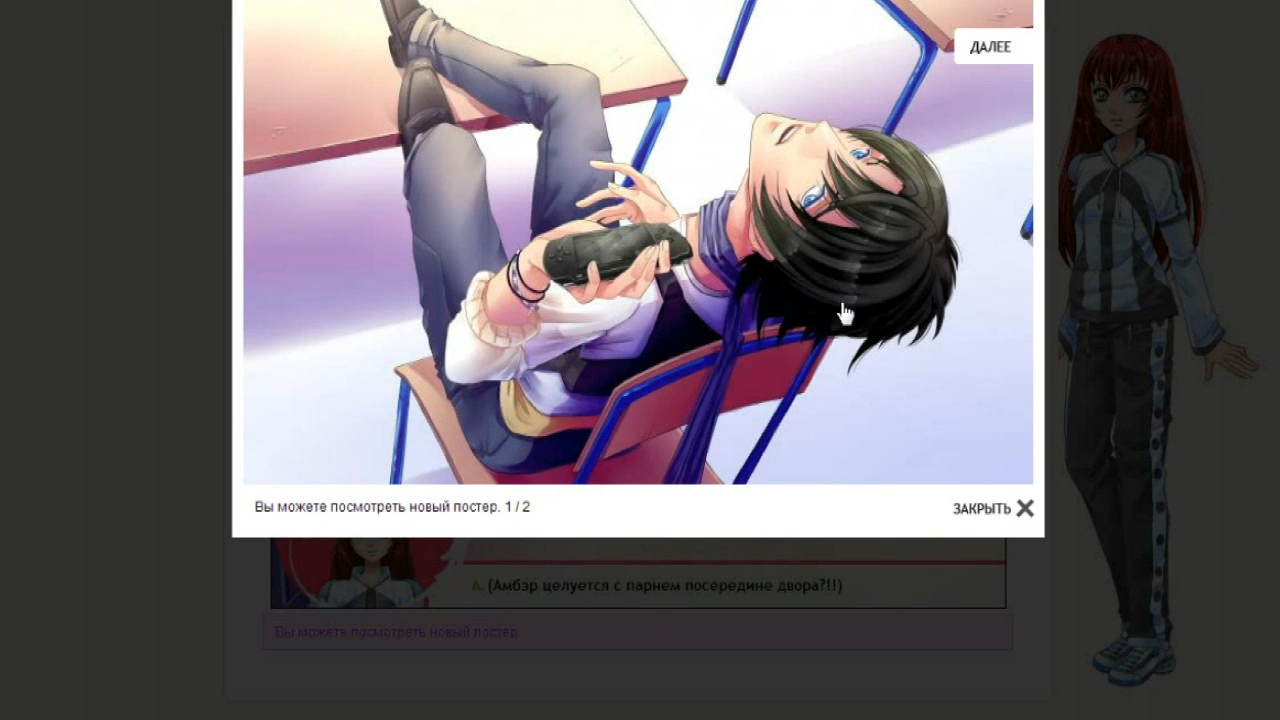 ДАЛЕЕ
Вы можете посмотреть новый постер. 1 / 2
ЗАКРЫТЬ
A. (Амбэр целуется с парнем посередине двора?!!)
Вы можете посмотреть новый постер